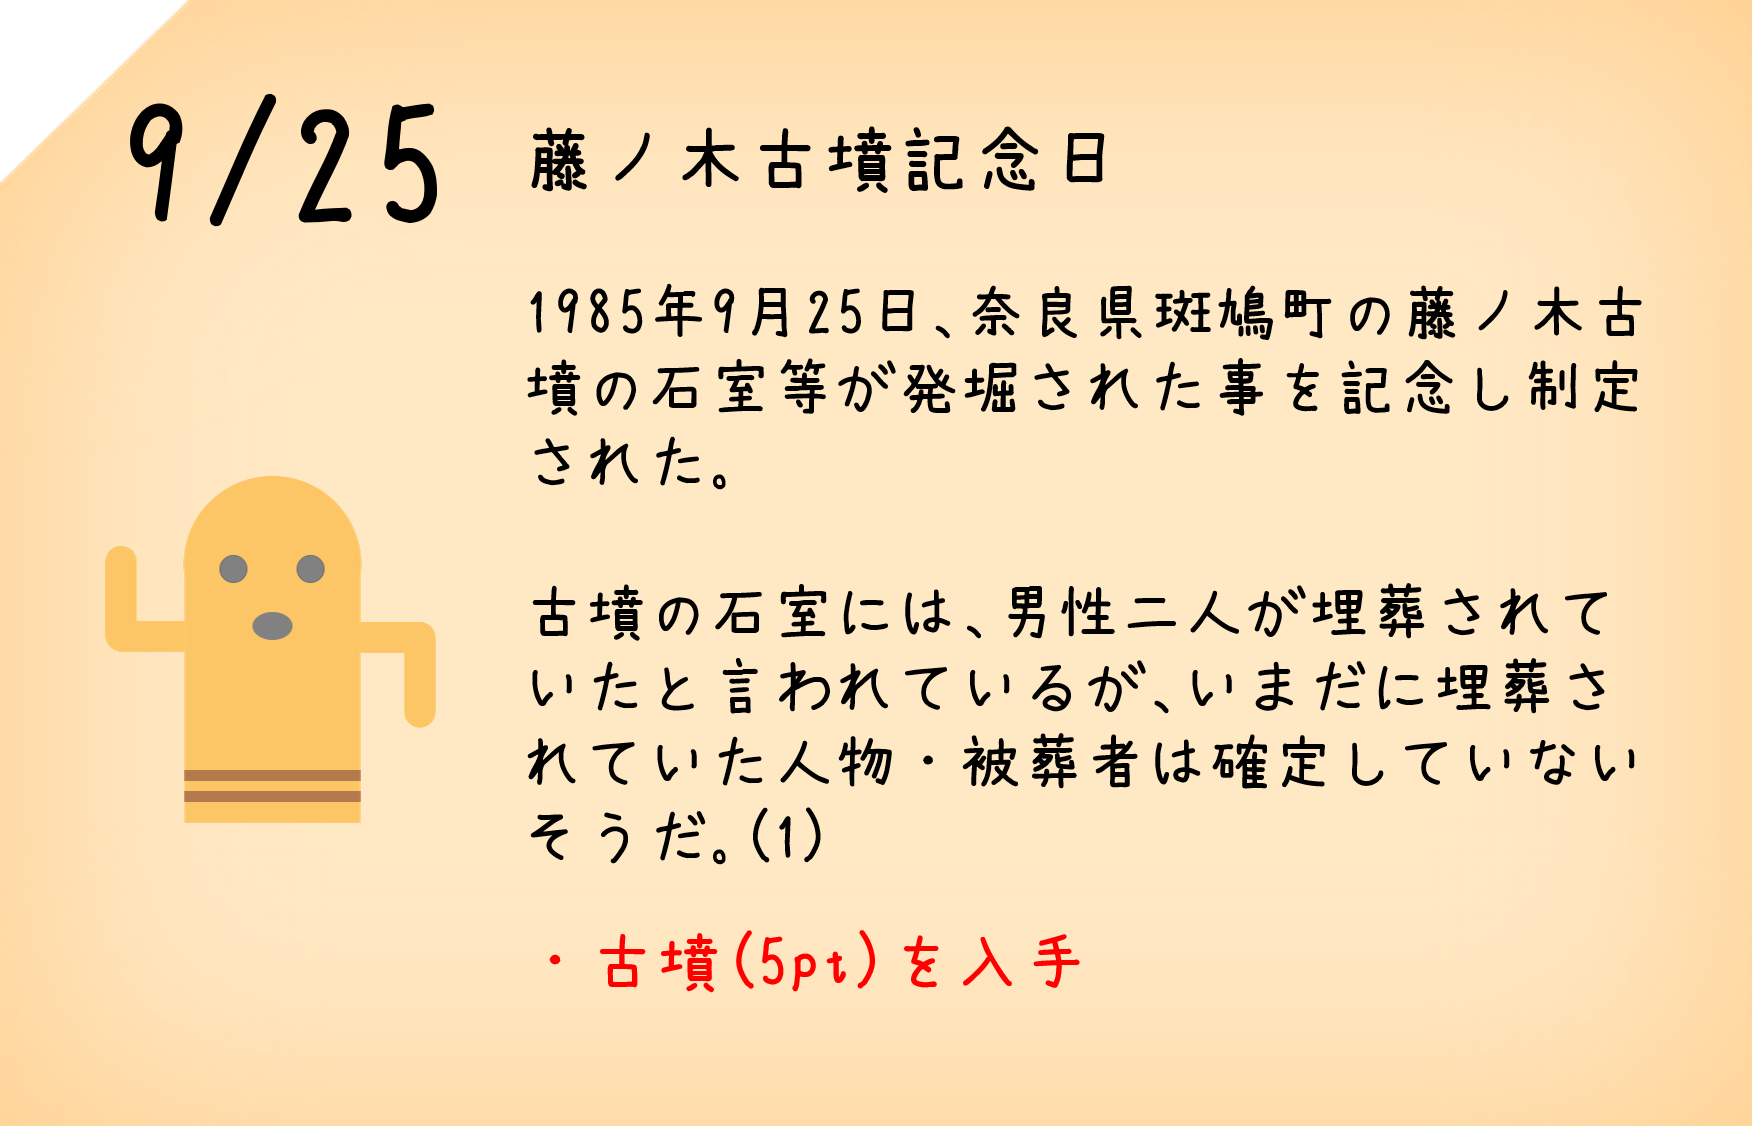 9/25
藤ノ木古墳記念日
1985年9月25日、奈良県斑鳩町の藤ノ木古
墳の石室等が発堀された事を記念し制定
された。
古墳の石室には、男性二人が埋葬されて
いたと言われているが、いまだに埋葬さ
れていた人物・被葬者は確定していない
そうだ。(1)
・古墳(5pt)を入手